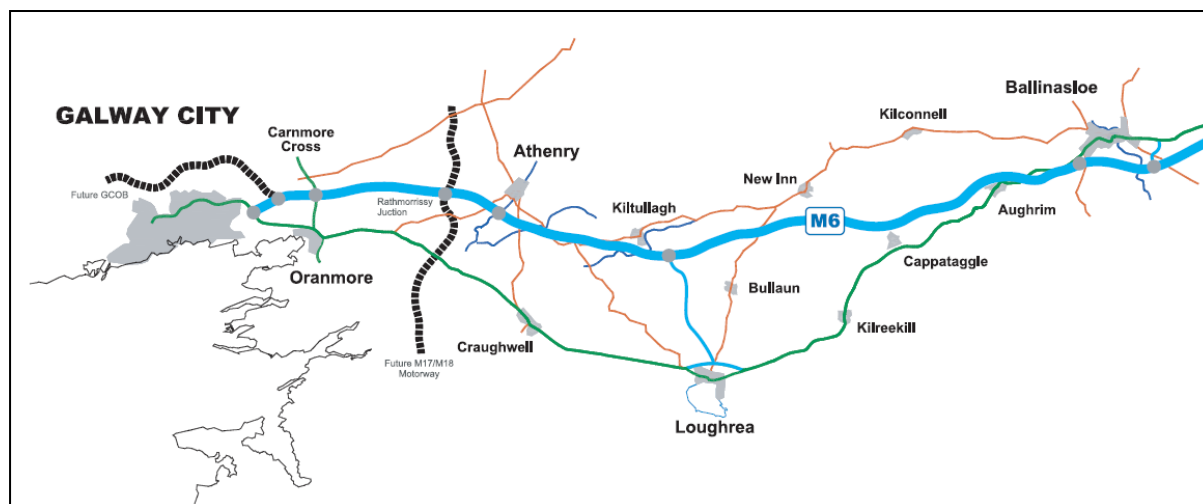 GALWAY CITY
Carnmore
Cross
Future GCOB
Oranmore
Rathmorrissy
Juction
Athenry
Future M17/M18
Motorway
Craughwell
Kiltullagh
New Inn
Kilconnell
Ballinasloe
M6
Aughrim
Cappataggle
Bullaun
Kilreekill
Loughrea